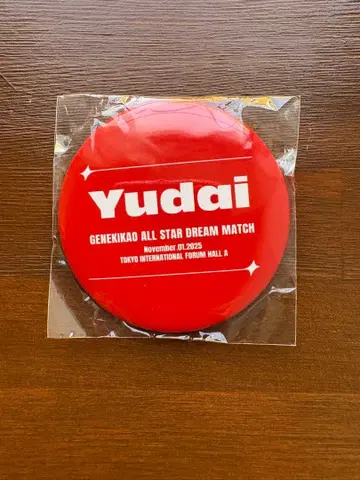 Yudai
GENEKIKAO ALL STAR DREAM MATCH
November.01.2025
TOKYO INTERNATIONAL FORUM HALL A